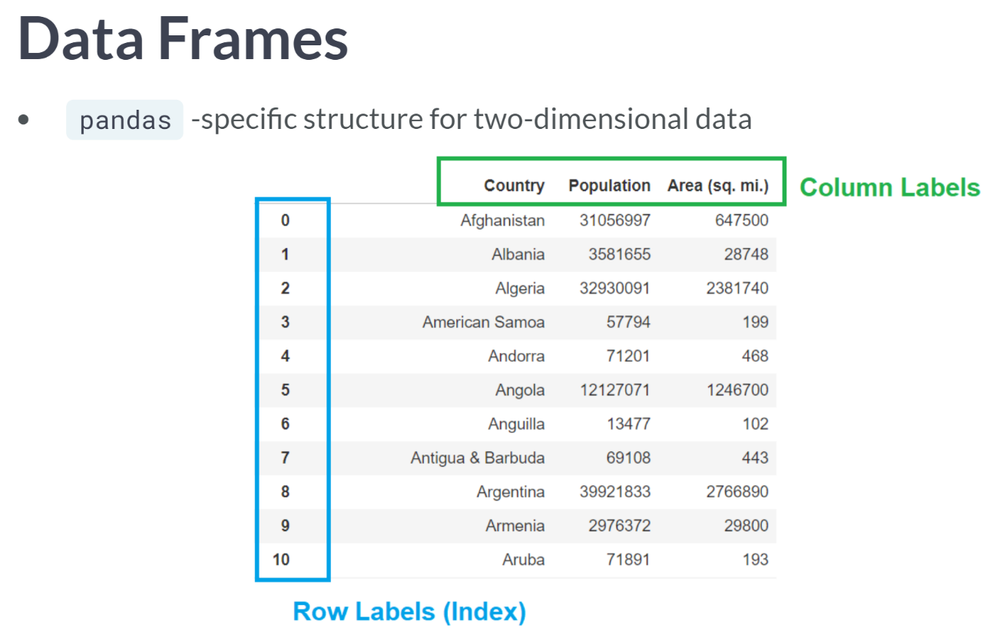 Data Frames
• pandas -specific structure for two-dimensional data
Country Population Area (sq. mi.) Column Labels
0 Afghanistan 31056997 647500
1 Albania 3581655 28748
2 Algeria 32930091 2381740
3 American Samoa 57794 199
4 Andorra 71201 468
5 Angola 12127071 1246700
6 Anguilla 13477 102
7 Antigua & Barbuda 69108 443
8 Argentina 39921833 2766890
9 Armenia 2976372 29800
10 Aruba 71891 193
Row Labels (Index)